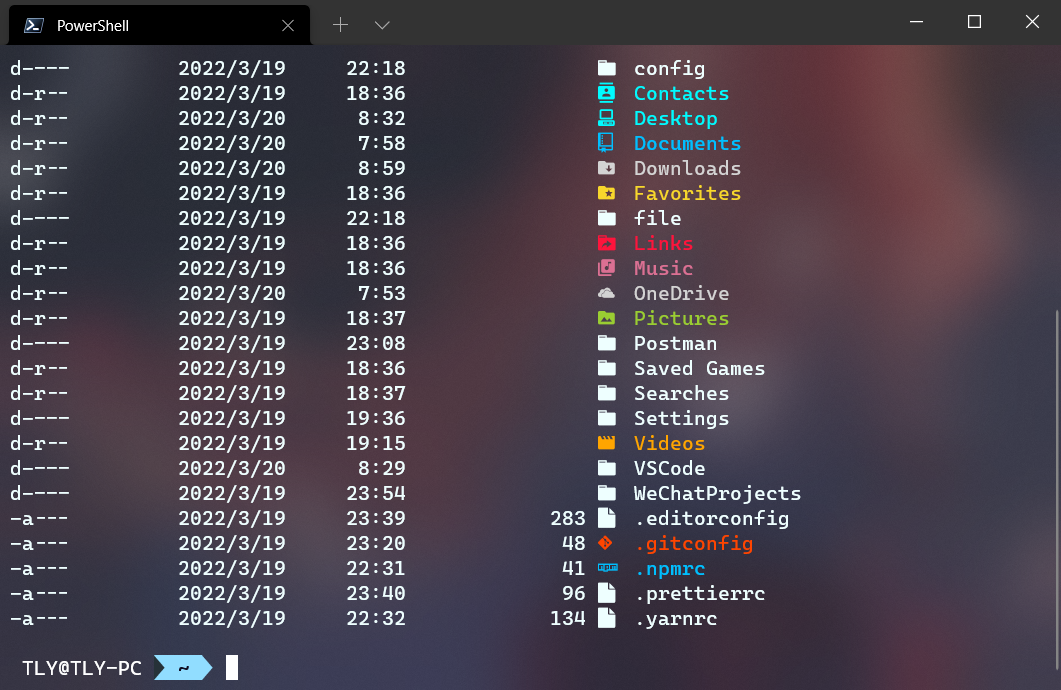 PowerShell
d---- 2022/3/19 22:18 config
d-r-- 2022/3/19 18:36 Contacts
d-r-- 2022/3/20 8:32 Desktop
d-r-- 2022/3/20 7:58 Documents
d-r-- 2022/3/20 8:59 Downloads
d-r-- 2022/3/19 18:36 Favorites
d---- 2022/3/19 22:18 file
d-r-- 2022/3/19 18:36 Links
d-r-- 2022/3/19 18:36 Music
d-r-- 2022/3/20 7:53 OneDrive
d-r-- 2022/3/19 18:37 Pictures
d---- 2022/3/19 23:08 Postman
d-r-- 2022/3/19 18:36 Saved Games
d-r-- 2022/3/19 18:37 Searches
d---- 2022/3/19 19:36 Settings
d-r-- 2022/3/19 19:15 Videos
d---- 2022/3/20 8:29 VSCode
d---- 2022/3/19 23:54 WeChatProjects
-a--- 2022/3/19 23:39 283 .editorconfig
-a--- 2022/3/19 23:20 48 .gitconfig
-a--- 2022/3/19 22:31 41 npm .npmrc
-a--- 2022/3/19 23:40 96 .prettierrc
-a--- 2022/3/19 22:32 134 .yarnrc
TLY@TLY-PC ~